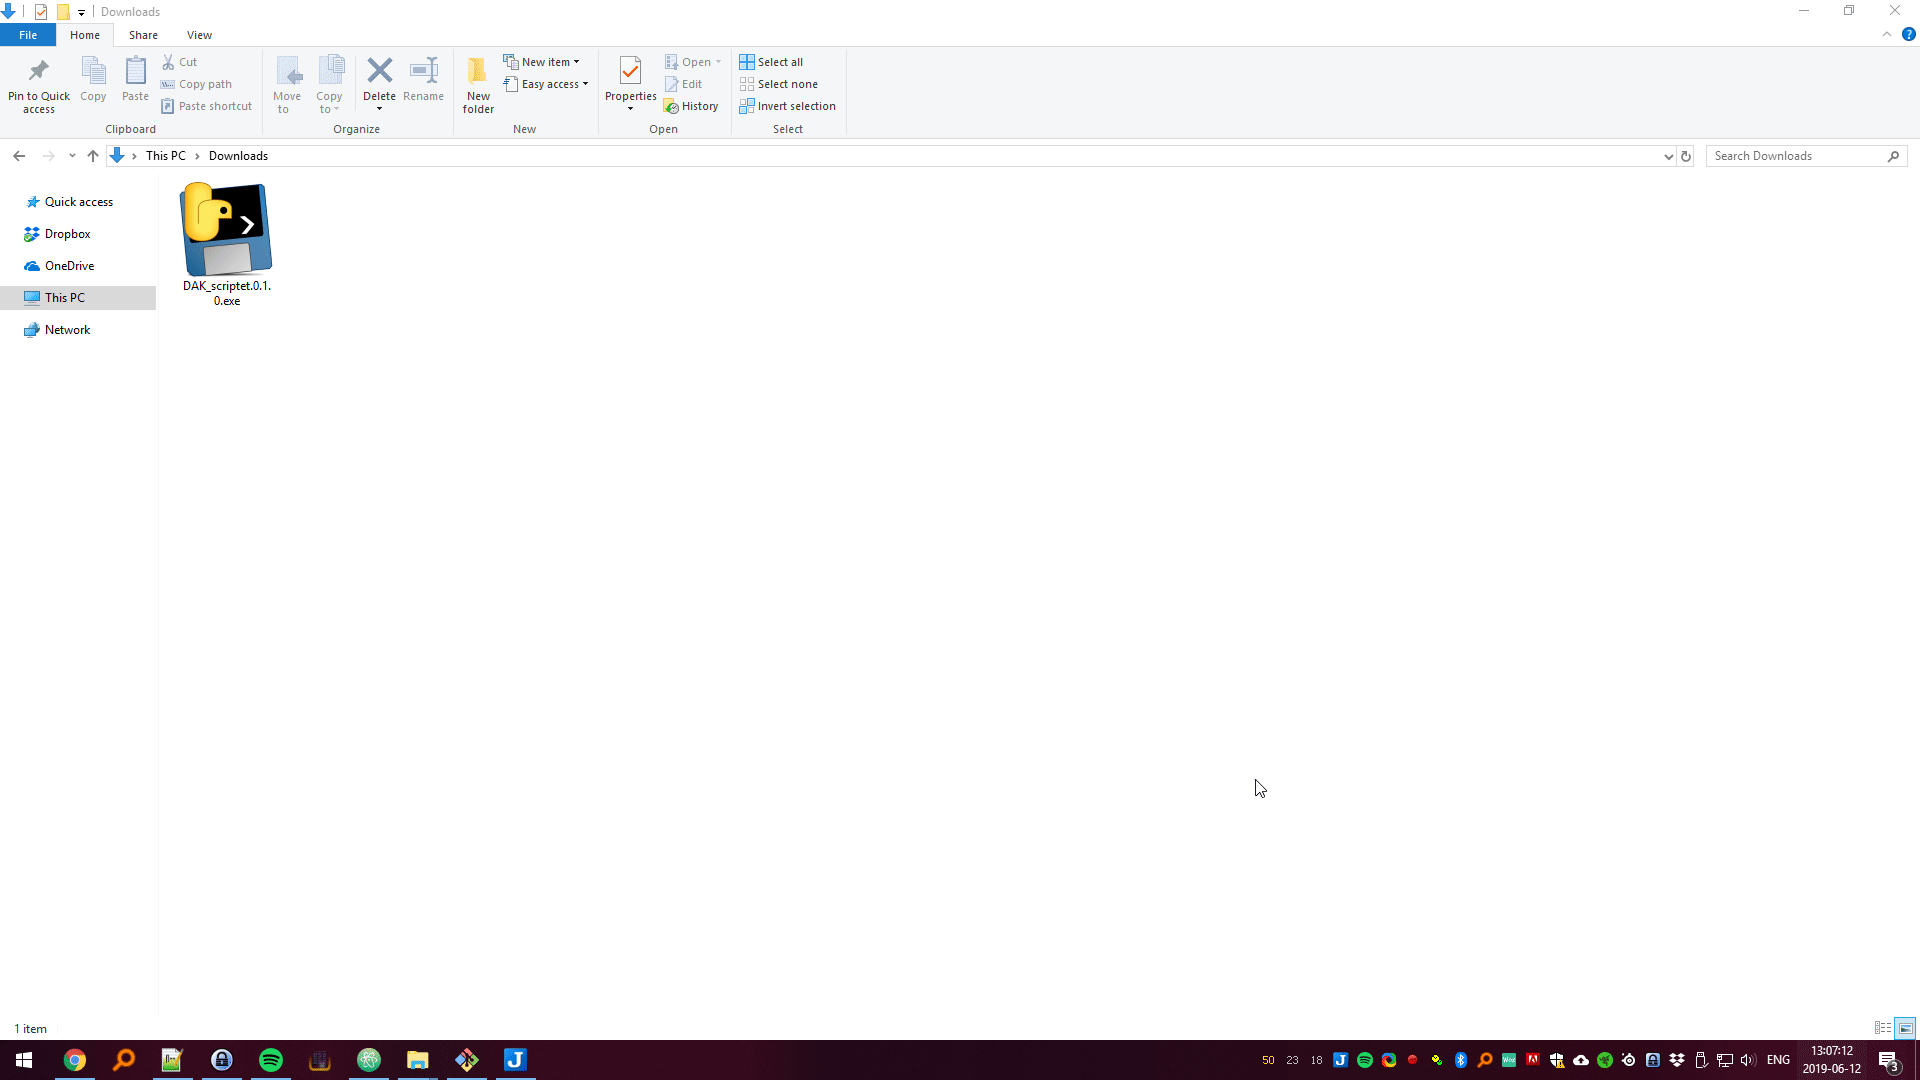 Downloads
File
Home
Share
View
Pin to Quick
access
Copy
Paste
Cut
Copy path
Paste shortcut
Clipboard
Move
to
Copy
to
Delete
Rename
Organize
New
folder
New item
Easy access
New
Properties
Open
Edit
History
Open
Select all
Select none
Invert selection
Select
This PC
Downloads
Search Downloads
Quick access
Dropbox
OneDrive
This PC
Network
DAK_scriptet.0.1.
0.exe
1 item
50
23
18
ENG
13:07:12
2019-06-12
3